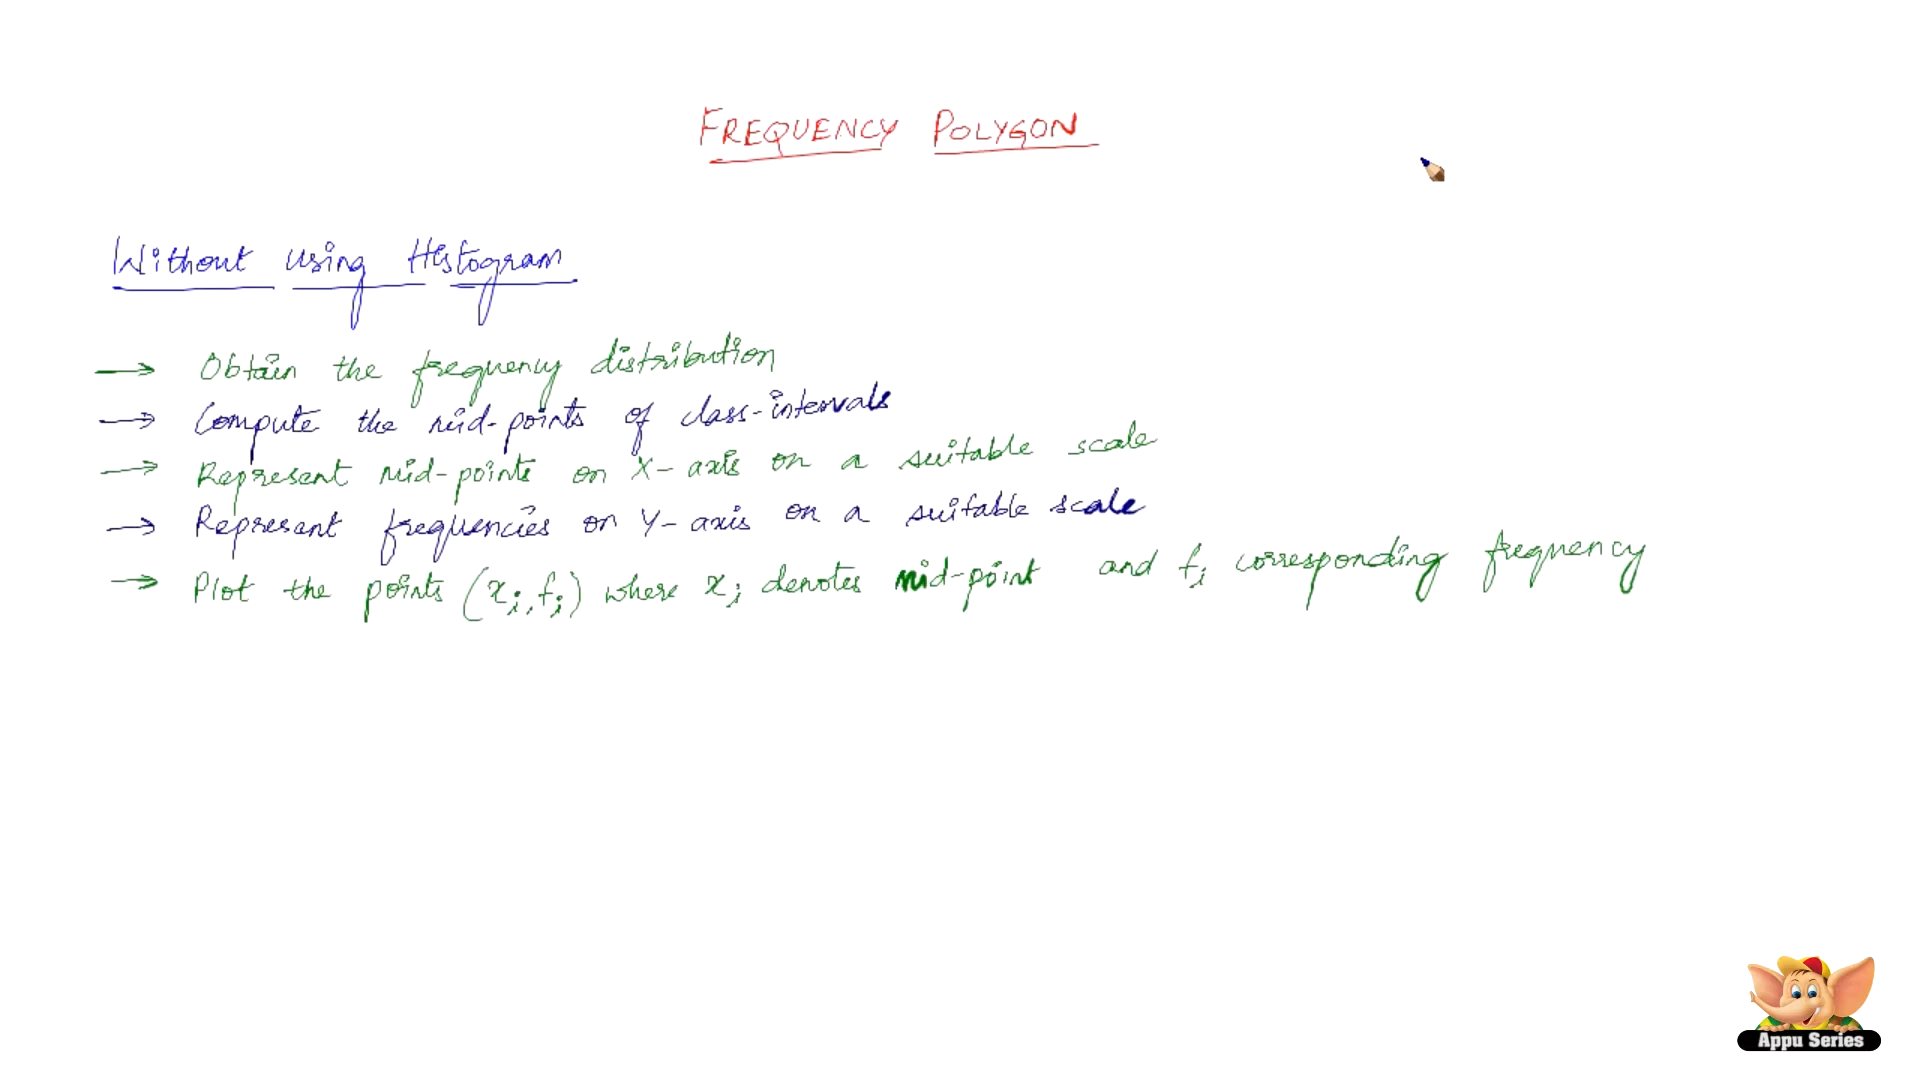 FREQUENCY POLYGON
Without using Histogram
→ Obtain the frequency distribution
→ Compute the mid-points of class-intervals
→ Represent mid-points on X-axis on a suitable scale
→ Represent frequencies on Y-axis on a suitable scale
→ Plot the points (xi, fi) where xi denotes mid-point and fi corresponding frequency
Appu Series